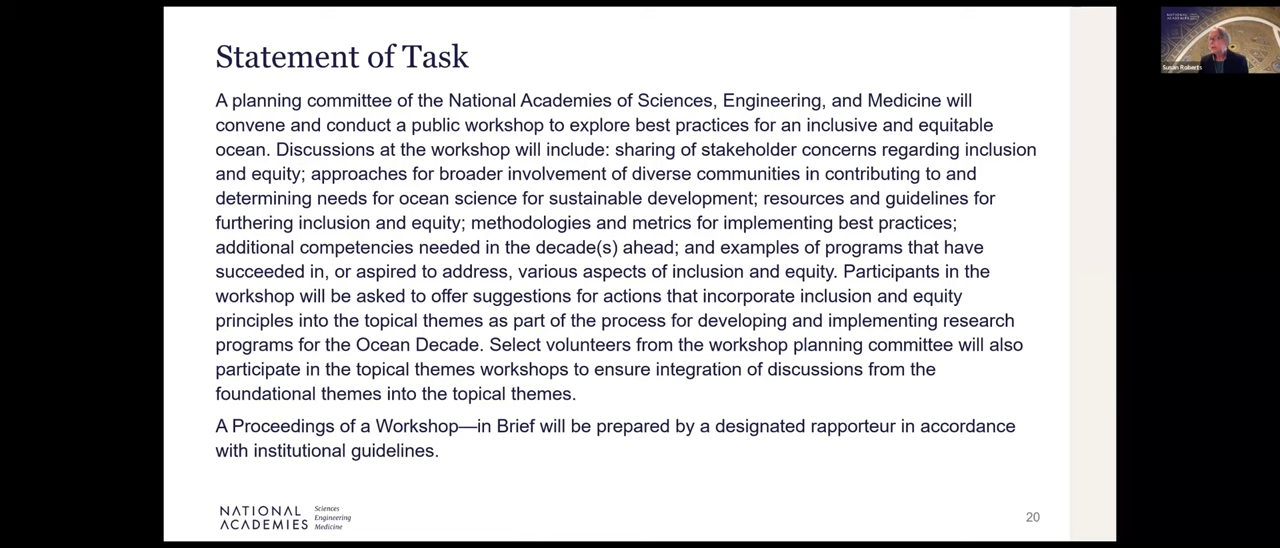 Statement of Task
A planning committee of the National Academies of Sciences, Engineering, and Medicine will
convene and conduct a public workshop to explore best practices for an inclusive and equitable
ocean. Discussions at the workshop will include: sharing of stakeholder concerns regarding inclusion
and equity; approaches for broader involvement of diverse communities in contributing to and
determining needs for ocean science for sustainable development; resources and guidelines for
furthering inclusion and equity; methodologies and metrics for implementing best practices;
additional competencies needed in the decade(s) ahead; and examples of programs that have
succeeded in, or aspired to address, various aspects of inclusion and equity. Participants in the
workshop will be asked to offer suggestions for actions that incorporate inclusion and equity
principles into the topical themes as part of the process for developing and implementing research
programs for the Ocean Decade. Select volunteers from the workshop planning committee will also
participate in the topical themes workshops to ensure integration of discussions from the
foundational themes into the topical themes.
A Proceedings of a Workshop—in Brief will be prepared by a designated rapporteur in accordance
with institutional guidelines.
NATIONAL
ACADEMIES
Sciences
Engineering
Medicine
20
NATIONAL
ACADEMIES
Susan Roberts